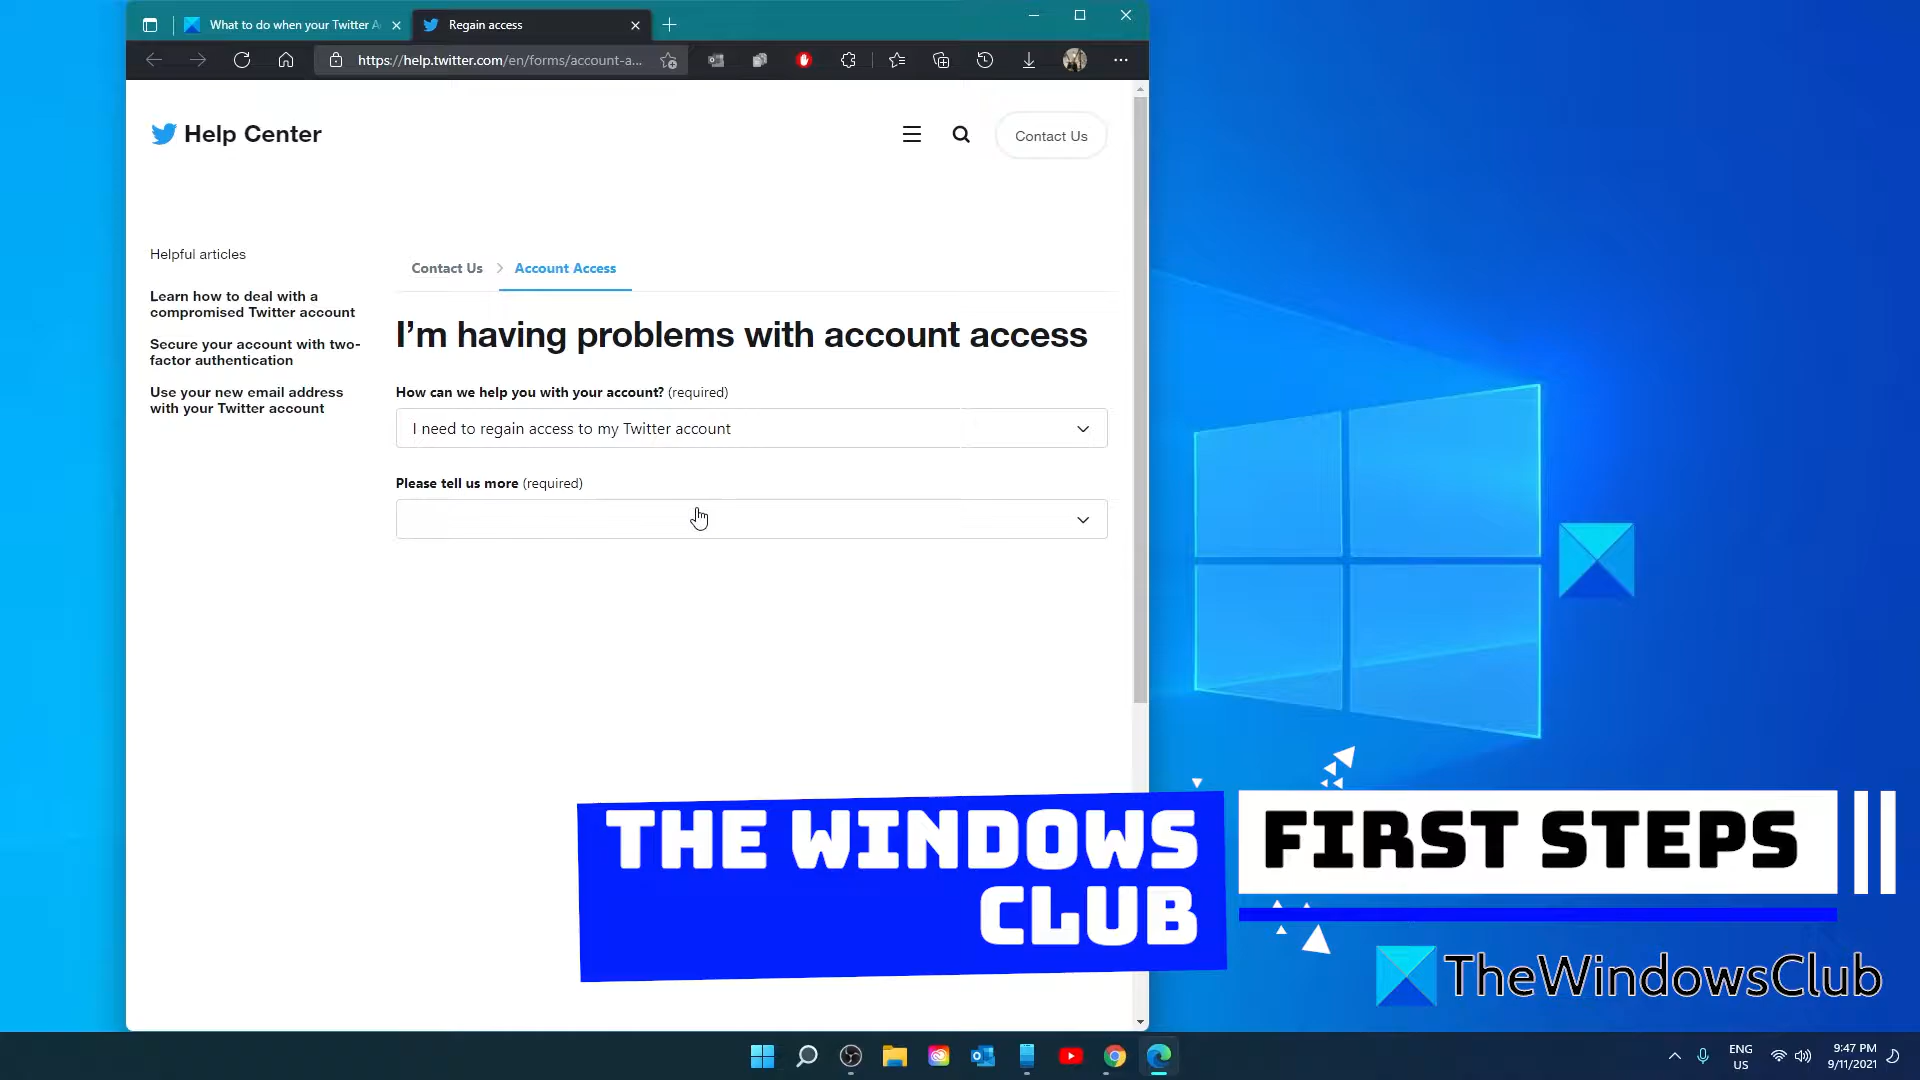 What to do when your Twitter A
Regain access
https://help.twitter.com/en/forms/account-a...
Help Center
Contact Us
Helpful articles
Learn how to deal with a
compromised Twitter account
Secure your account with two-
factor authentication
Use your new email address
with your Twitter account
Contact Us
Account Access
I'm having problems with account access
How can we help you with your account? (required)
I need to regain access to my Twitter account
Please tell us more (required)
THE WINDOWS
CLUB
FIRST STEPS
TheWindowsClub
ENG
US
9:47 PM
9/11/2021